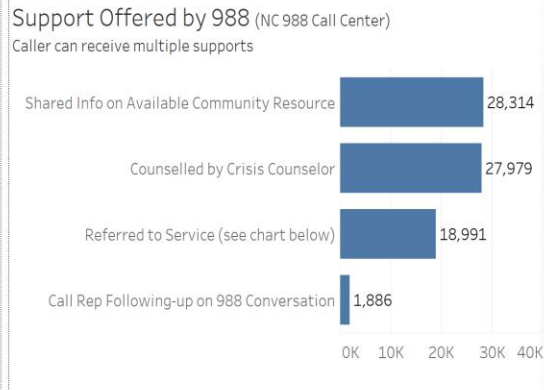 Support Offered by 988 (NC 988 Call Center)
Caller can receive multiple supports
Shared Info on Available Community Resource 28,314
Counselled by Crisis Counselor 27,979
Referred to Service (see chart below) 18,991
Call Rep Following-up on 988 Conversation 1,886
0K 10K 20K 30K 40K